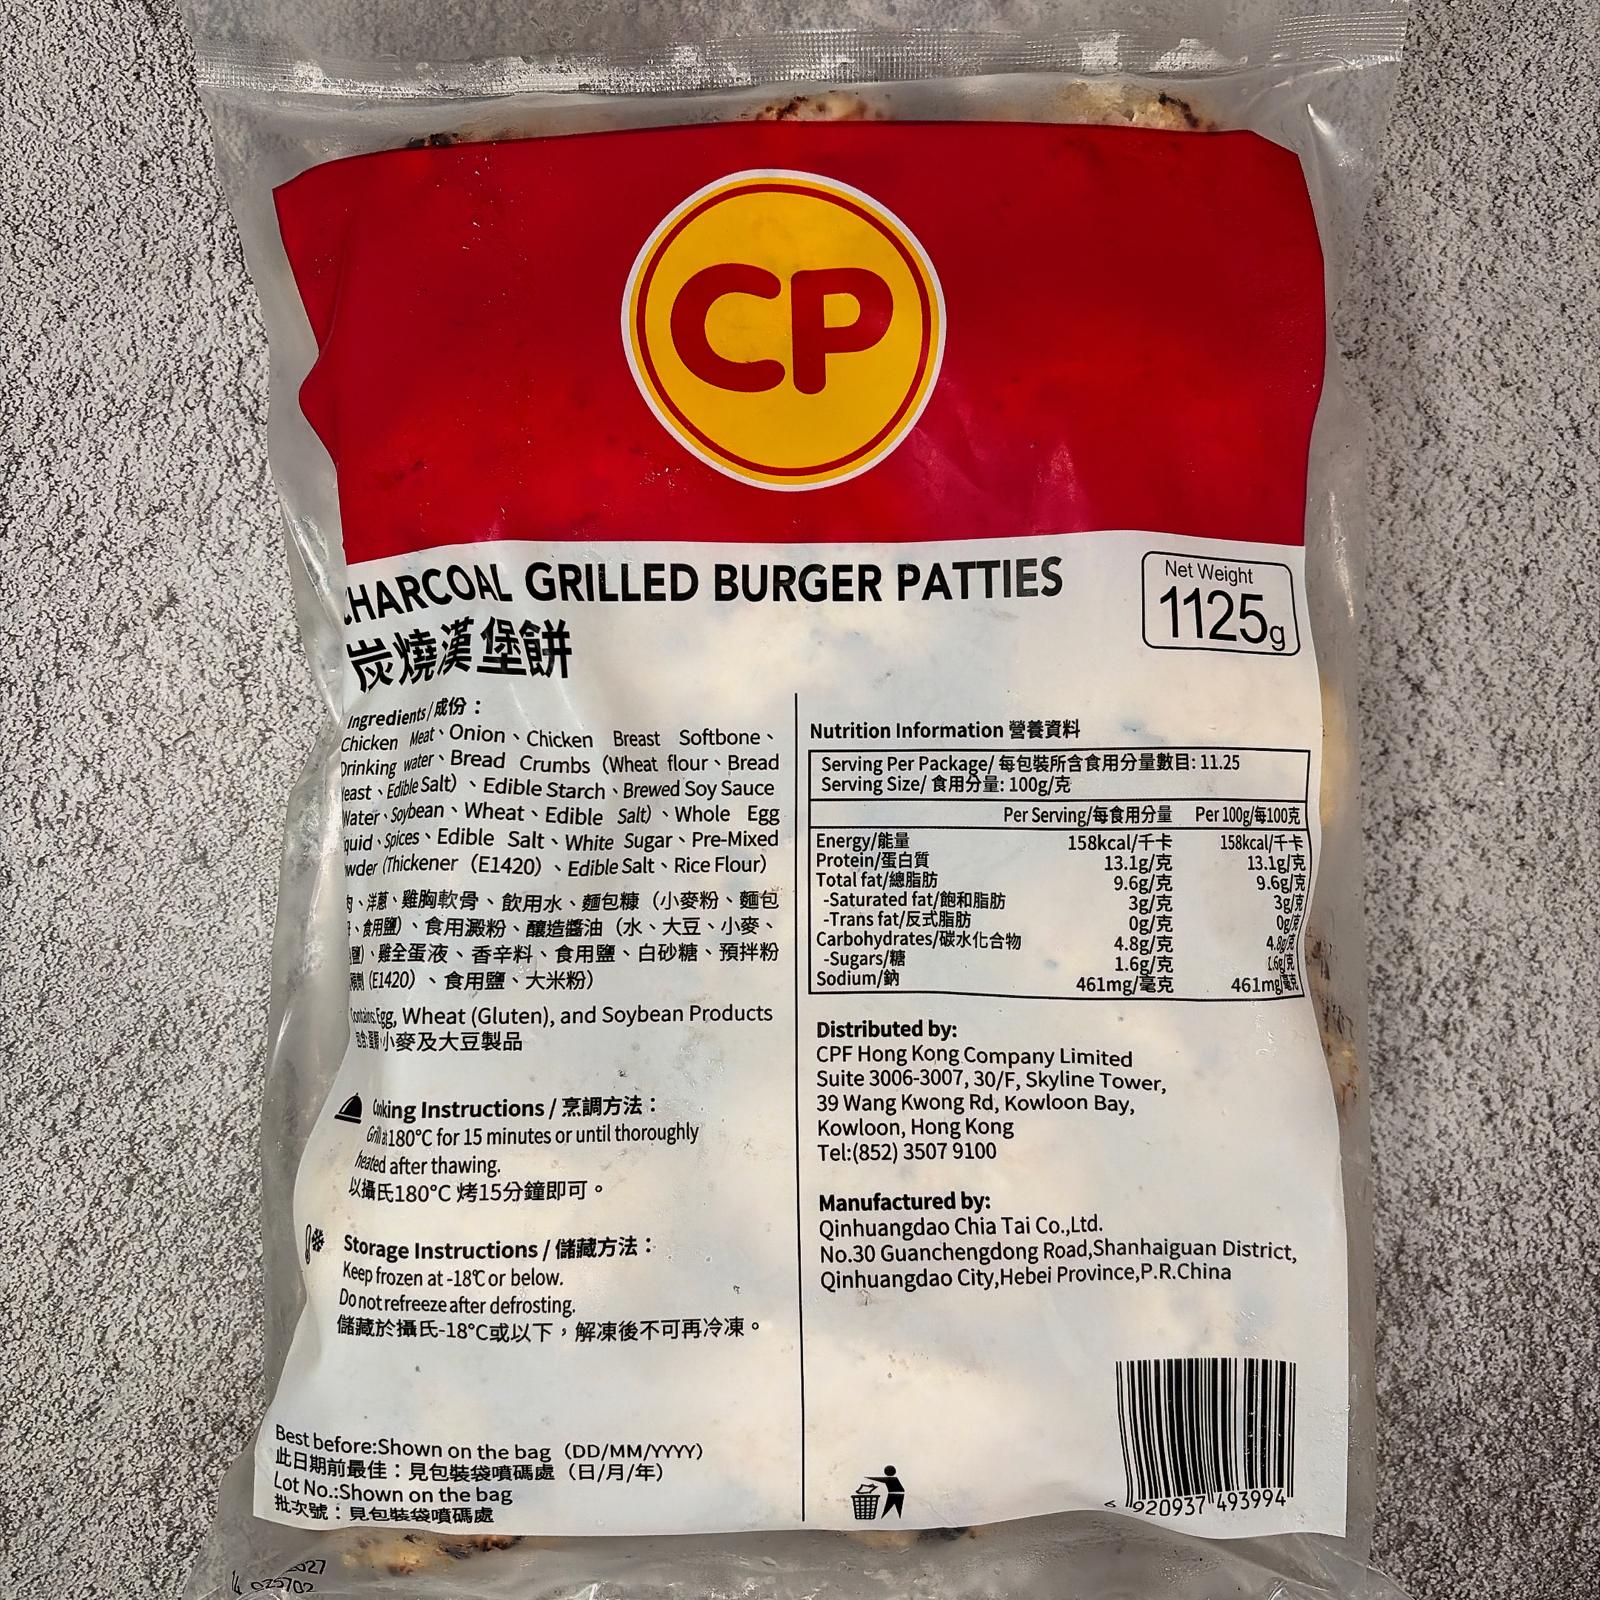 CP
CHARCOAL GRILLED BURGER PATTIES
炭燒漢堡餅
Net Weight
1125g
Ingredients/成份：
Chicken Meat、Onion、Chicken Breast Softbone、
Drinking water、Bread Crumbs（Wheat flour、Bread
east、Edible Salt）、Edible Starch、Brewed Soy Sauce
Water、Soybean、Wheat、Edible Salt）、Whole Egg
quid、Spices、Edible Salt、White Sugar、Pre-Mixed
wder（Thickener（E1420）、Edible Salt、Rice Flour）
肉、洋蔥、雞胸軟骨、飲用水、麵包糠（小麥粉、麵包
、食用鹽）、食用澱粉、釀造醬油（水、大豆、小麥、
鹽）、雞全蛋液、香辛料、食用鹽、白砂糖、預拌粉
劑（E1420）、食用鹽、大米粉）
Contains:Egg, Wheat (Gluten), and Soybean Products
包含:蛋類、小麥及大豆製品
Cooking Instructions / 烹調方法：
Grill at 180°C for 15 minutes or until thoroughly
heated after thawing.
以攝氏180°C 烤15分鐘即可。
Storage Instructions / 儲藏方法：
Keep frozen at -18℃ or below.
Do not refreeze after defrosting.
儲藏於攝氏-18°C或以下，解凍後不可再冷凍。
Best before:Shown on the bag（DD/MM/YYYY）
此日期前最佳：見包裝袋噴碼處（日/月/年）
Lot No.:Shown on the bag
批次號：見包裝袋噴碼處
Nutrition Information 營養資料
Serving Per Package/ 每包裝所含食用分量數目: 11.25
Serving Size/ 食用分量: 100g/克
Per Serving/每食用分量 Per 100g/每100克
Energy/能量 158kcal/千卡 158kcal/千卡
Protein/蛋白質 13.1g/克 13.1g/克
Total fat/總脂肪 9.6g/克 9.6g/克
-Saturated fat/飽和脂肪 3g/克 3g/克
-Trans fat/反式脂肪 0g/克 0g/克
Carbohydrates/碳水化合物 4.8g/克 4.8g/克
-Sugars/糖 1.6g/克 1.6g/克
Sodium/鈉 461mg/毫克 461mg/毫克
Distributed by:
CPF Hong Kong Company Limited
Suite 3006-3007, 30/F, Skyline Tower,
39 Wang Kwong Rd, Kowloon Bay,
Kowloon, Hong Kong
Tel:(852) 3507 9100
Manufactured by:
Qinhuangdao Chia Tai Co.,Ltd.
No.30 Guanchengdong Road,Shanhaiguan District,
Qinhuangdao City,Hebei Province,P.R.China
6 920937 493994